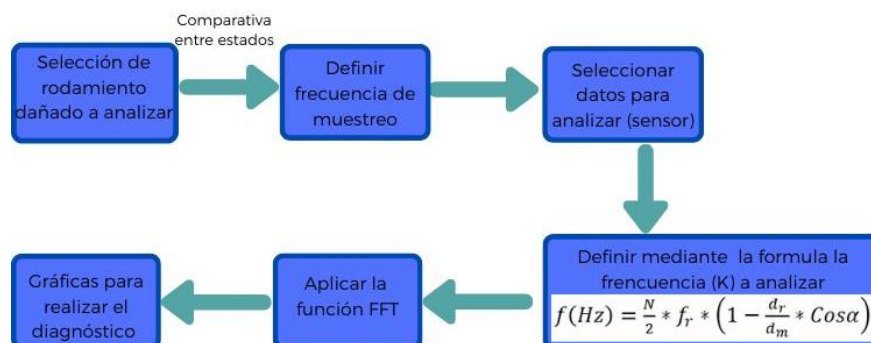 Comparativa
entre estados
Selección de
rodamiento
dañado a analizar
Definir
frecuencia de
muestreo
Seleccionar
datos para
analizar (sensor)
Definir mediante la formula la
frencuencia (K) a analizar
f(Hz) = N/2 * f_r * (1 − d_r/d_m * Cosα)
Aplicar la
función FFT
Gráficas para
realizar el
diagnóstico